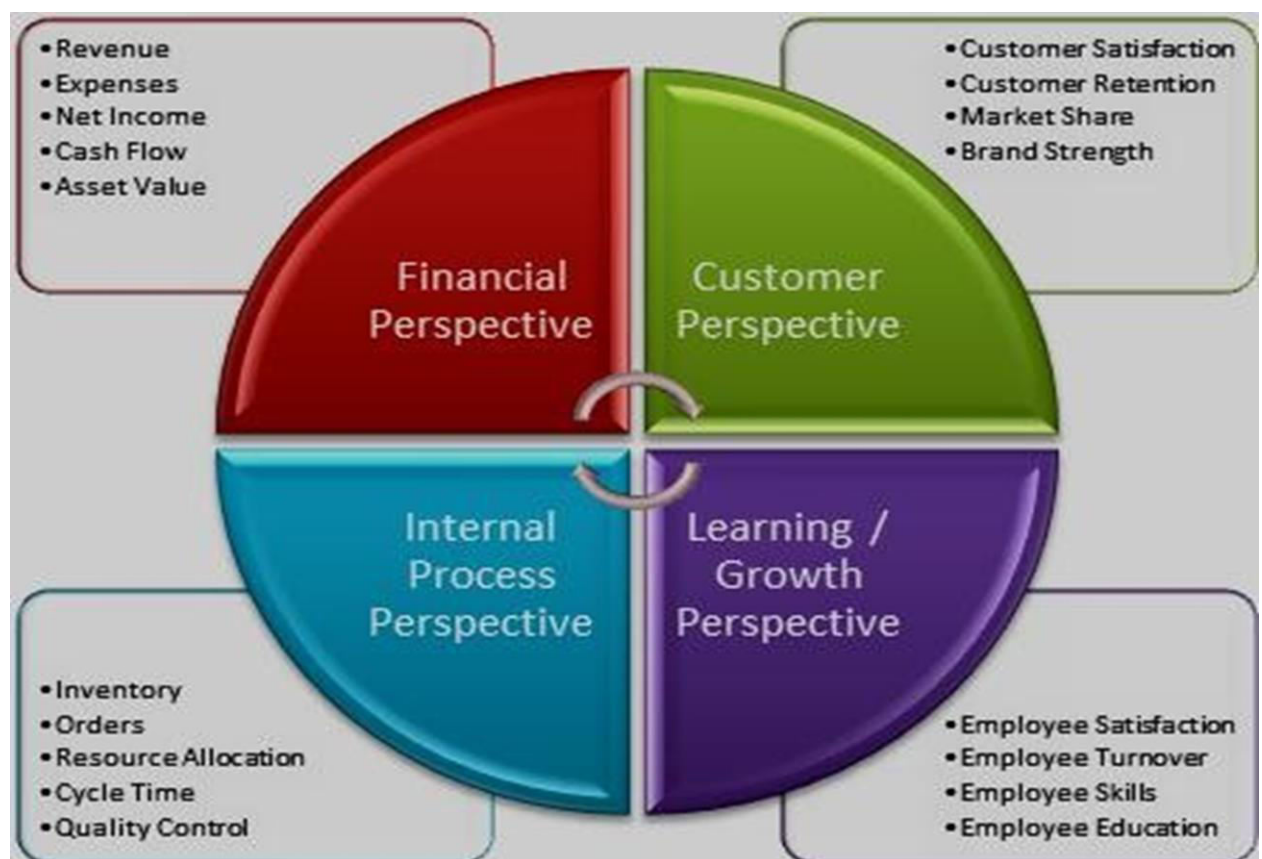 •Revenue
•Expenses
•Net Income
•Cash Flow
•Asset Value
•Customer Satisfaction
•Customer Retention
•Market Share
•Brand Strength
Financial
Perspective
Customer
Perspective
Internal
Process
Perspective
Learning /
Growth
Perspective
•Inventory
•Orders
•Resource Allocation
•Cycle Time
•Quality Control
•Employee Satisfaction
•Employee Turnover
•Employee Skills
•Employee Education